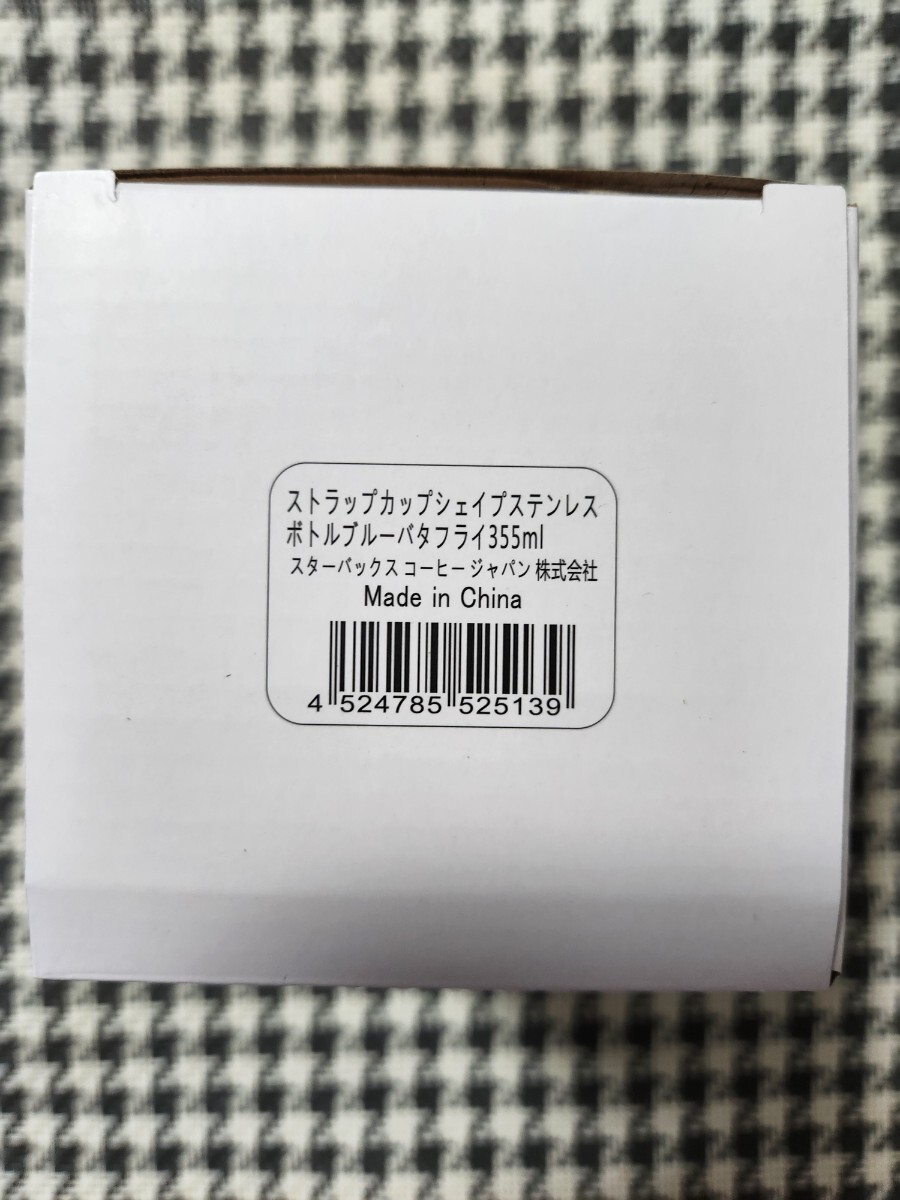 ストラップカップシェイプステンレス
ボトルブルーバタフライ355ml
スターバックス コーヒー ジャパン 株式会社
Made in China
4 524785 525139